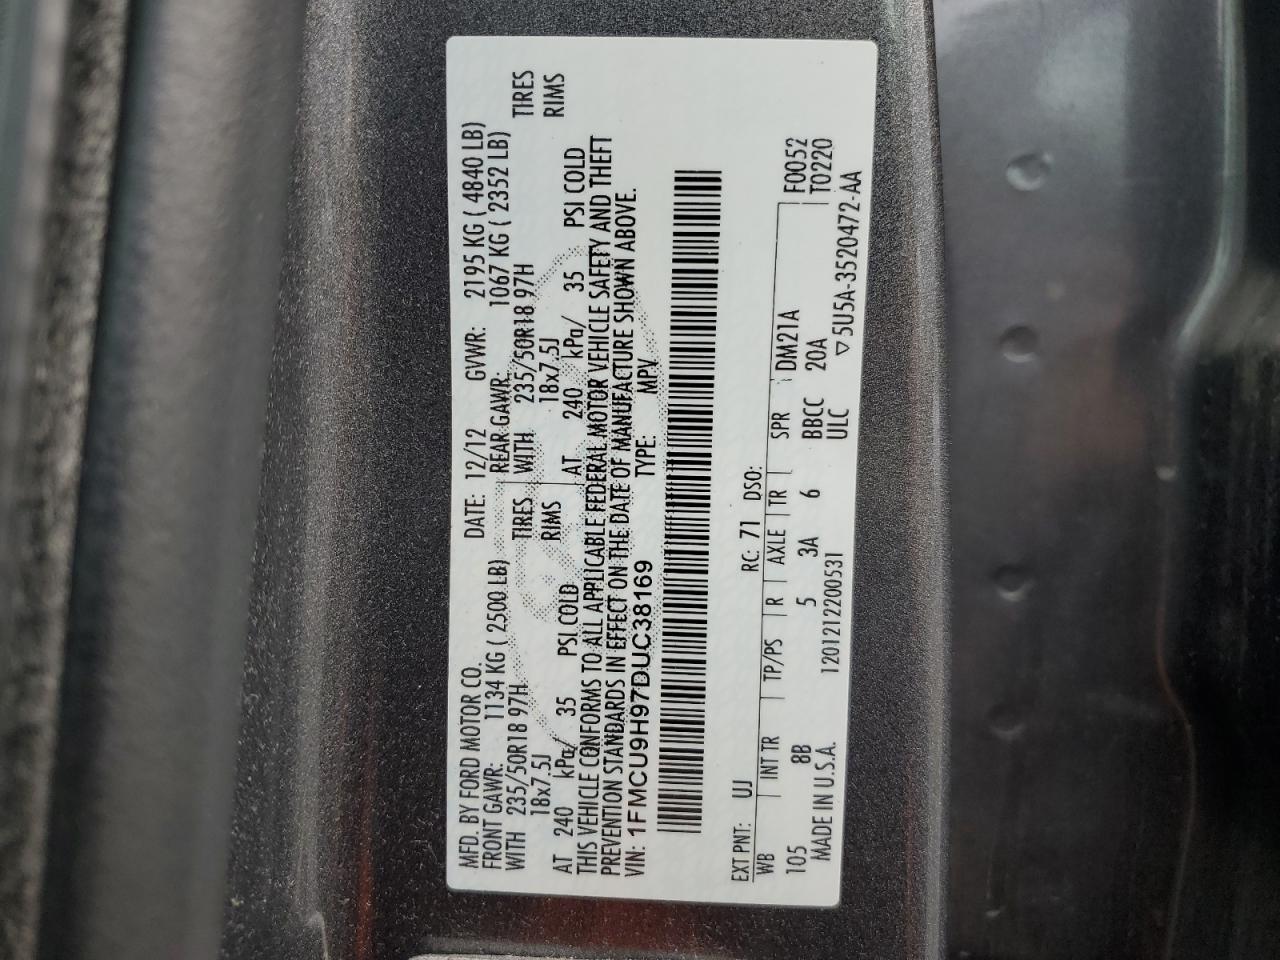 MFD. BY FORD MOTOR CO. DATE: 12/12 GVWR: 2195 KG ( 4840 LB)
FRONT GAWR: 1134 KG ( 2500 LB) REAR GAWR: 1067 KG ( 2352 LB)
WITH 235/50R18 97H TIRES WITH 235/50R18 97H TIRES
18x7.5J RIMS 18x7.5J RIMS
AT 240 kPa/ 35 PSI COLD AT 240 kPa/ 35 PSI COLD
THIS VEHICLE CONFORMS TO ALL APPLICABLE FEDERAL MOTOR VEHICLE SAFETY AND THEFT
PREVENTION STANDARDS IN EFFECT ON THE DATE OF MANUFACTURE SHOWN ABOVE.
VIN: 1FMCU9H97DUC38169 TYPE: MPV
EXT PNT: UJ RC: 71 DSO:
WB INT TR TP/PS R AXLE TR SPR DM21A F0052
105 8B 5 3A 6 BBCC 20A T0220
MADE IN U.S.A. 1201212200531 ULC ▽5U5A-3520472-AA